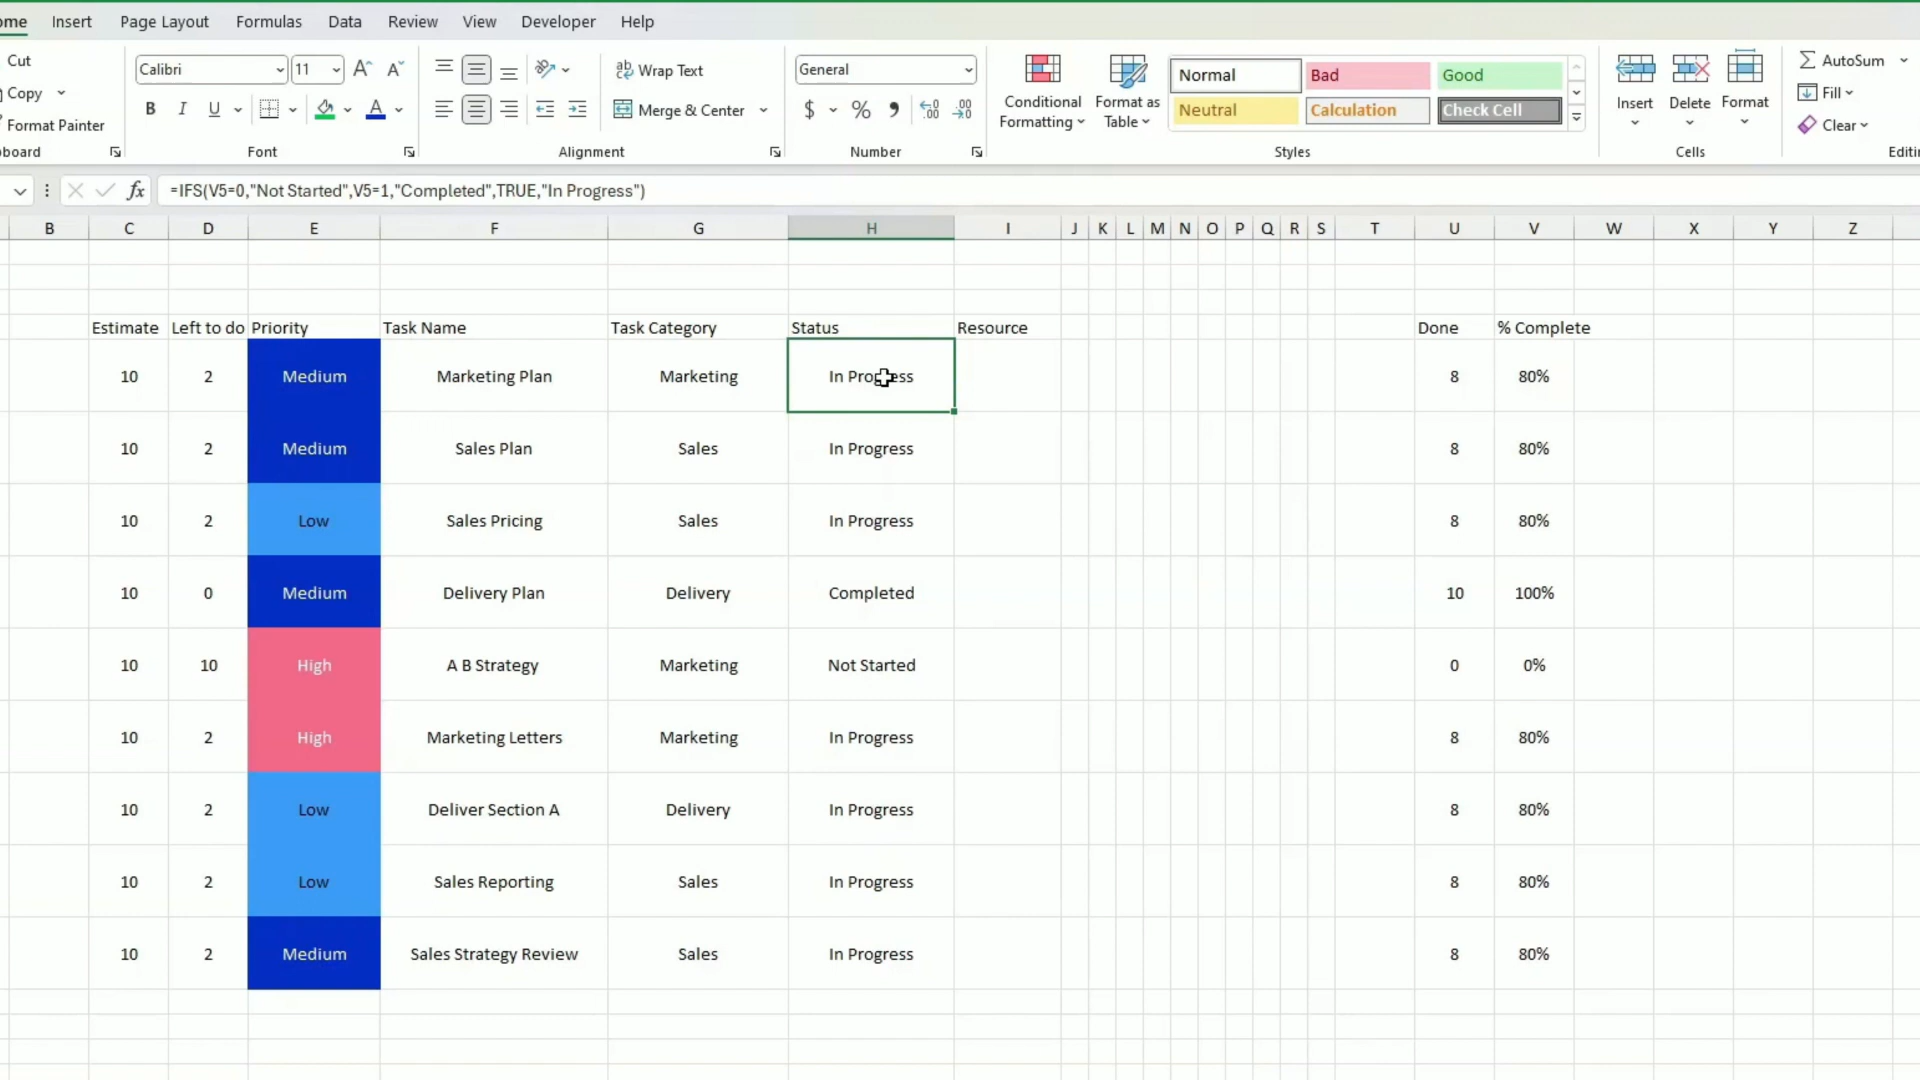 ome Insert Page Layout Formulas Data Review View Developer Help
Cut
Copy
Format Painter
board
Calibri 11
B I U
Font
Wrap Text
Merge & Center
Alignment
General
$ %
Number
Conditional Formatting
Format as Table
Normal Bad Good
Neutral Calculation Check Cell
Styles
Insert Delete Format
Cells
AutoSum
Fill
Clear
Editin
fx =IFS(V5=0,"Not Started",V5=1,"Completed",TRUE,"In Progress")
B C D E F G H I J K L M N O P Q R S T U V W X Y Z
Estimate Left to do Priority Task Name Task Category Status Resource Done % Complete
10 2 Medium Marketing Plan Marketing In Progress 8 80%
10 2 Medium Sales Plan Sales In Progress 8 80%
10 2 Low Sales Pricing Sales In Progress 8 80%
10 0 Medium Delivery Plan Delivery Completed 10 100%
10 10 High A B Strategy Marketing Not Started 0 0%
10 2 High Marketing Letters Marketing In Progress 8 80%
10 2 Low Deliver Section A Delivery In Progress 8 80%
10 2 Low Sales Reporting Sales In Progress 8 80%
10 2 Medium Sales Strategy Review Sales In Progress 8 80%